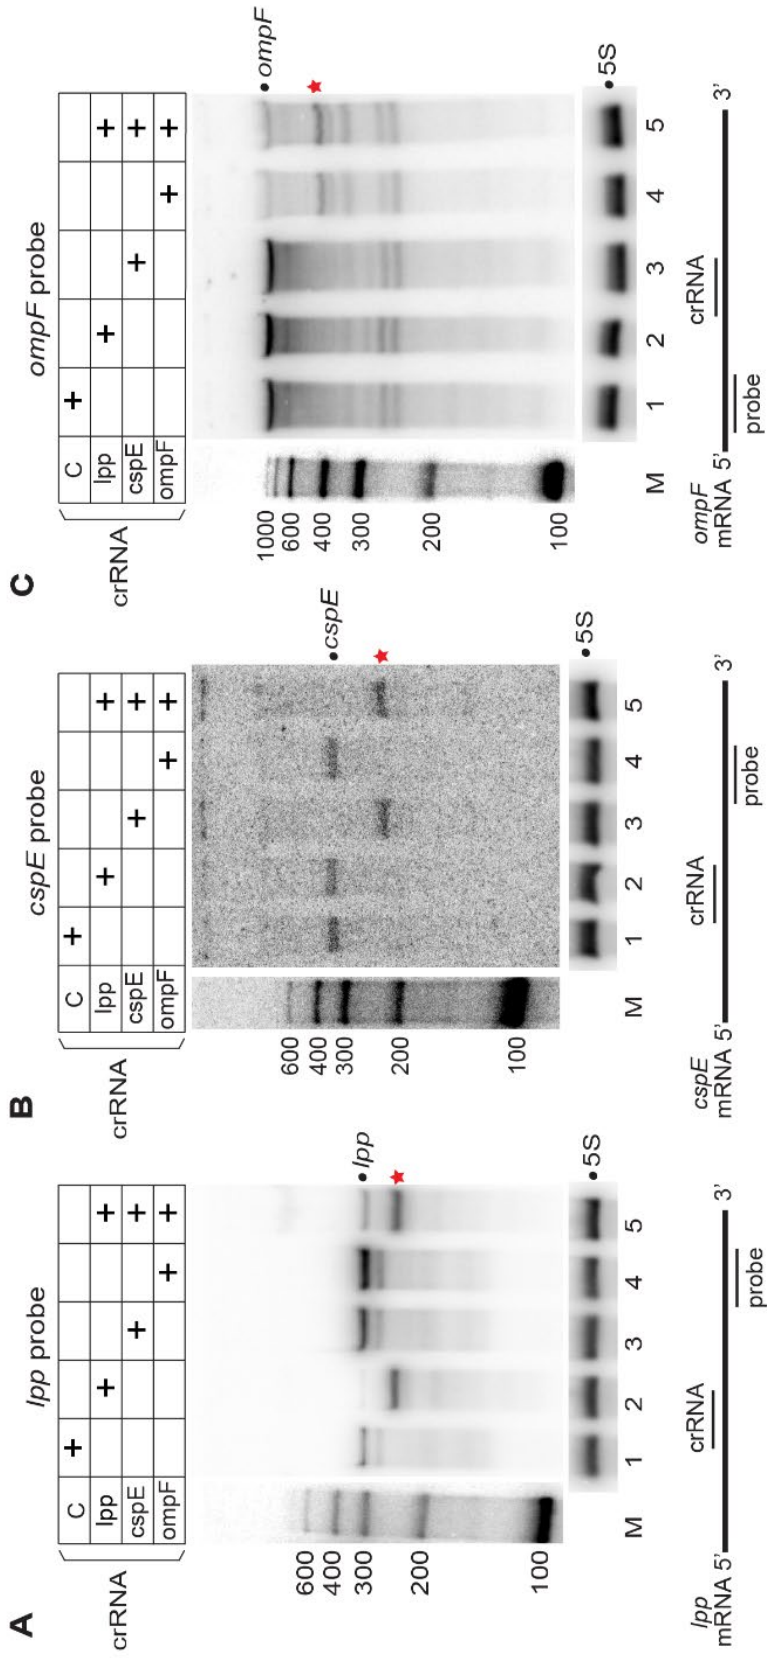 A
lpp probe
crRNA
C +
lpp + +
cspE + +
ompF + +
600
400
300
200
100
lpp
5S
M 1 2 3 4 5
crRNA
lpp
mRNA 5' 3'
probe
B
cspE probe
crRNA
C +
lpp + +
cspE + +
ompF + +
600
400
300
200
100
cspE
5S
M 1 2 3 4 5
crRNA
cspE
mRNA 5' 3'
probe
C
ompF probe
crRNA
C +
lpp + +
cspE + +
ompF + +
1000
600
400
300
200
100
ompF
5S
M 1 2 3 4 5
crRNA
ompF
mRNA 5' 3'
probe